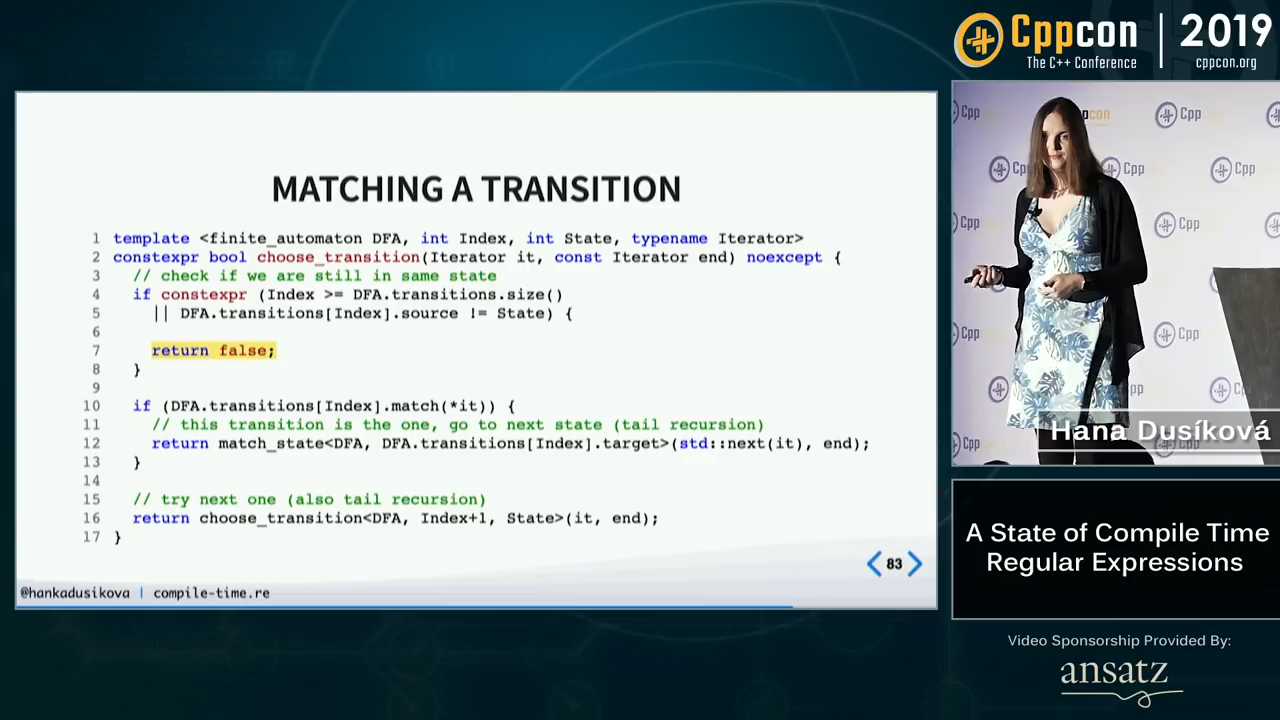 Cppcon | 2019
The C++ Conference cppcon.org
MATCHING A TRANSITION
1 template <finite_automaton DFA, int Index, int State, typename Iterator>
2 constexpr bool choose_transition(Iterator it, const Iterator end) noexcept {
3 // check if we are still in same state
4 if constexpr (Index >= DFA.transitions.size()
5 || DFA.transitions[Index].source != State) {
6
7 return false;
8 }
9
10 if (DFA.transitions[Index].match(*it)) {
11 // this transition is the one, go to next state (tail recursion)
12 return match_state<DFA, DFA.transitions[Index].target>(std::next(it), end);
13 }
14
15 // try next one (also tail recursion)
16 return choose_transition<DFA, Index+1, State>(it, end);
17 }
83
@hankadusikova | compile-time.re
Hana Dusíková
A State of Compile Time
Regular Expressions
Video Sponsorship Provided By:
ansatz